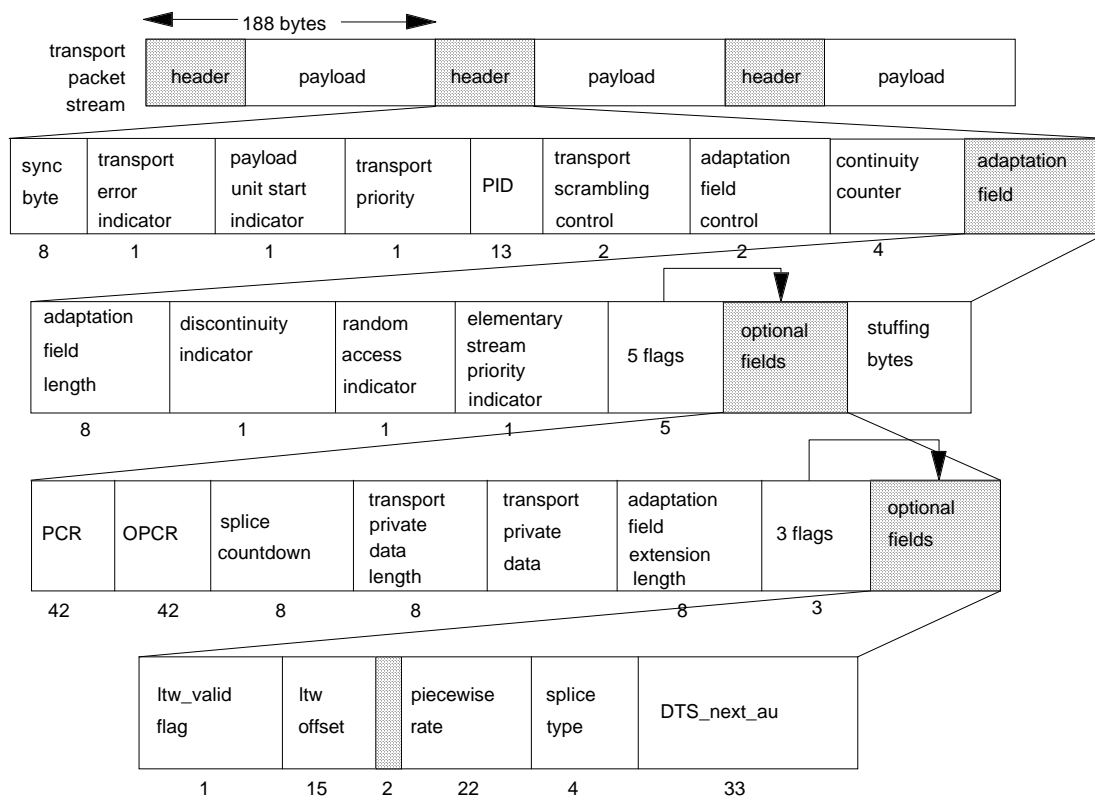 188 bytes
transport
packet
stream
header
payload
header
payload
header
payload
sync
byte
transport
error
indicator
payload
unit start
indicator
transport
priority
PID
transport
scrambling
control
adaptation
field
control
continuity
counter
adaptation
field
8
1
1
1
13
2
2
4
adaptation
field
length
discontinuity
indicator
random
access
indicator
elementary
stream
priority
indicator
5 flags
optional
fields
stuffing
bytes
8
1
1
1
5
PCR
OPCR
splice
countdown
transport
private
data
length
transport
private
data
adaptation
field
extension
length
3 flags
optional
fields
42
42
8
8
8
3
ltw_valid
flag
ltw
offset
piecewise
rate
splice
type
DTS_next_au
1
15
2
22
4
33